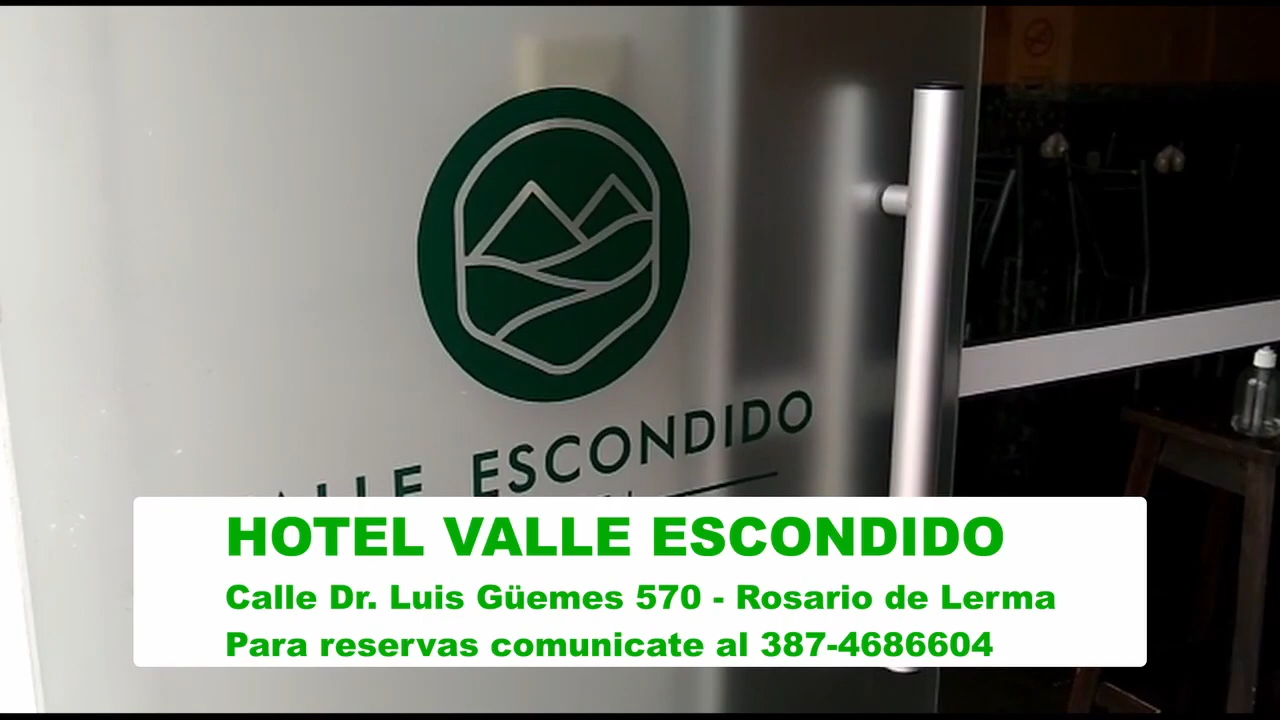 ESCONDIDO
HOTEL VALLE ESCONDIDO
Calle Dr. Luis Güemes 570 - Rosario de Lerma
Para reservas comunicate al 387-4686604